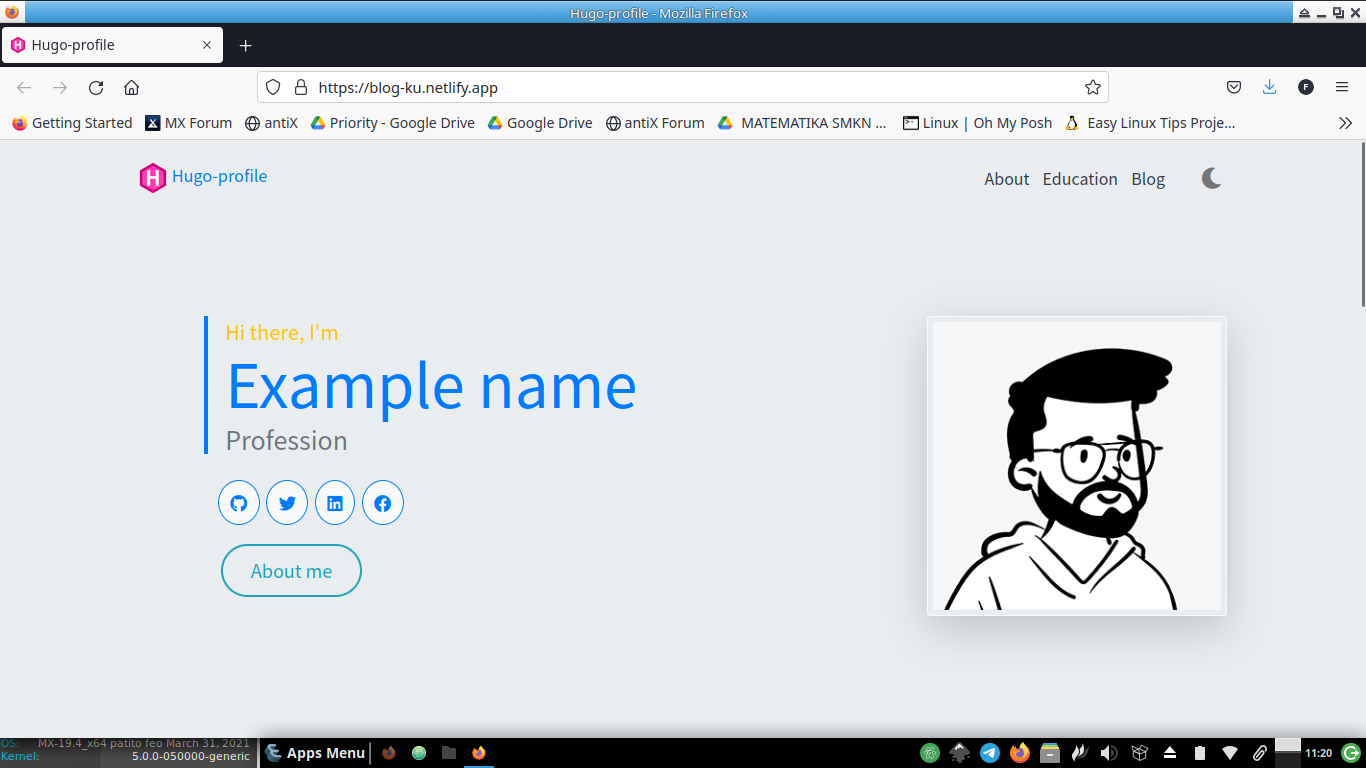 Hugo-profile - Mozilla Firefox
Hugo-profile
https://blog-ku.netlify.app
F
Getting Started MX Forum antiX Priority - Google Drive Google Drive antiX Forum MATEMATIKA SMKN ... Linux | Oh My Posh Easy Linux Tips Proje...
H Hugo-profile About Education Blog
Hi there, I'm
Example name
Profession
About me
OS: MX-19.4_x64 patito feo March 31, 2021
Kernel: 5.0.0-050000-generic
Apps Menu
11:20